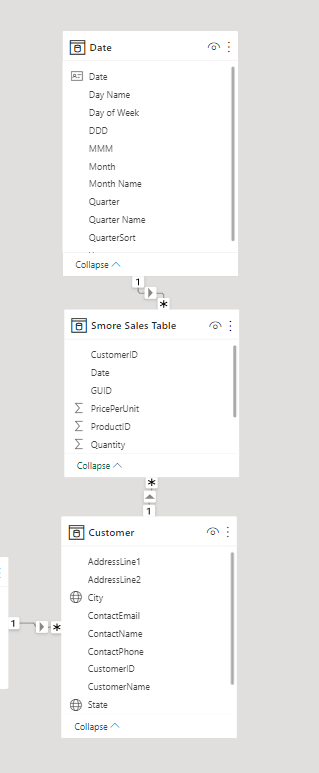 Date
Date
Day Name
Day of Week
DDD
MMM
Month
Month Name
Quarter
Quarter Name
QuarterSort
Collapse
1
*
Smore Sales Table
CustomerID
Date
GUID
PricePerUnit
ProductID
Quantity
Collapse
*
1
Customer
AddressLine1
AddressLine2
City
ContactEmail
1
*
ContactName
ContactPhone
CustomerID
CustomerName
State
Collapse